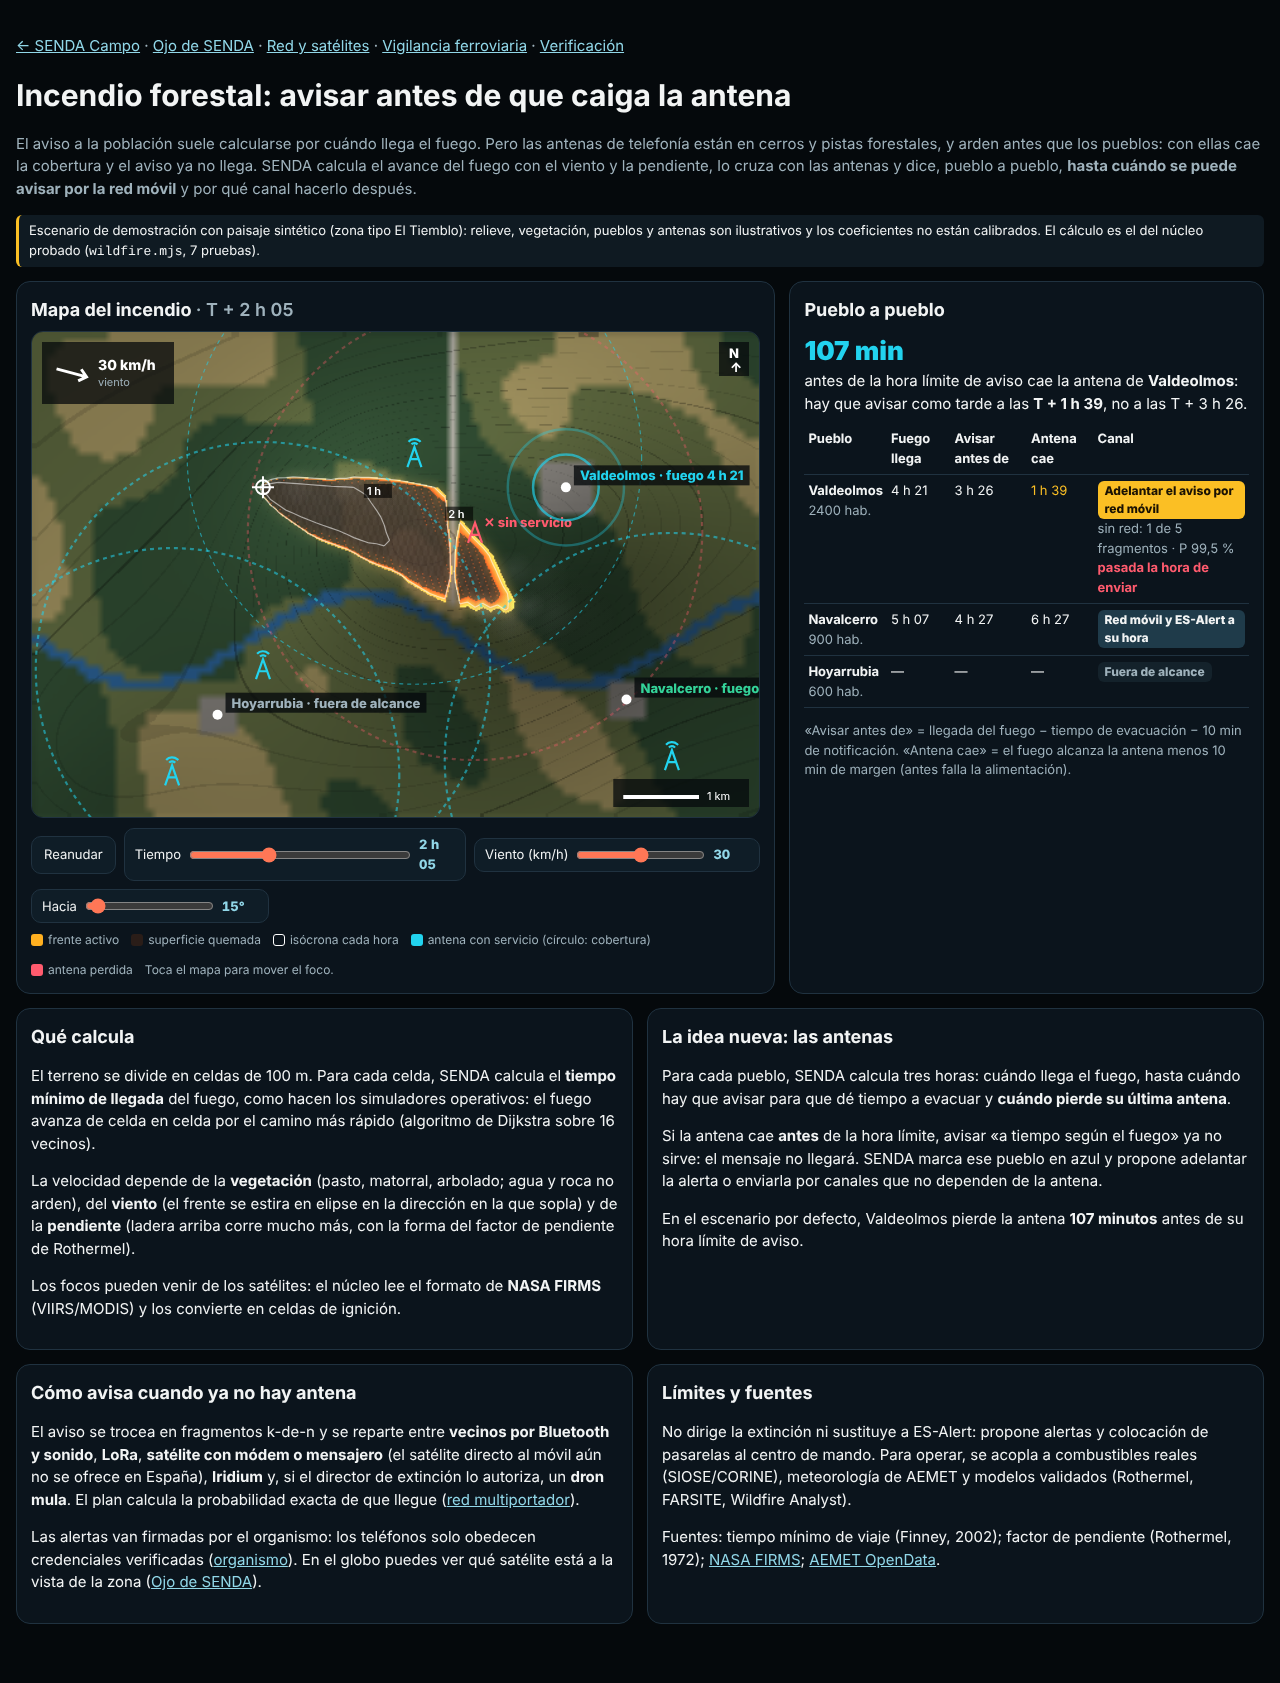 ← SENDA Campo · Ojo de SENDA · Red y satélites · Vigilancia ferroviaria · Verificación
Incendio forestal: avisar antes de que caiga la antena
El aviso a la población suele calcularse por cuándo llega el fuego. Pero las antenas de telefonía están en cerros y pistas forestales, y arden antes que los pueblos: con ellas cae
la cobertura y el aviso ya no llega. SENDA calcula el avance del fuego con el viento y la pendiente, lo cruza con las antenas y dice, pueblo a pueblo, hasta cuándo se puede
avisar por la red móvil y por qué canal hacerlo después.
Escenario de demostración con paisaje sintético (zona tipo El Tiemblo): relieve, vegetación, pueblos y antenas son ilustrativos y los coeficientes no están calibrados. El cálculo es el del núcleo
probado (wildfire.mjs, 7 pruebas).
Mapa del incendio · T + 2 h 05
30 km/h
viento
N
↑
1 h
2 h
× sin servicio
Valdeolmos · fuego 4 h 21
Hoyarrubia · fuera de alcance
Navalcerro · fuego
1 km
Reanudar
Tiempo
2 h
05
Viento (km/h)
30
Hacia
15°
frente activo
superficie quemada
isócrona cada hora
antena con servicio (círculo: cobertura)
antena perdida
Toca el mapa para mover el foco.
Pueblo a pueblo
107 min
antes de la hora límite de aviso cae la antena de Valdeolmos:
hay que avisar como tarde a las T + 1 h 39, no a las T + 3 h 26.
Pueblo Fuego llega Avisar antes de Antena cae Canal
Valdeolmos 4 h 21 3 h 26 1 h 39 Adelantar el aviso por
2400 hab. red móvil
sin red: 1 de 5
fragmentos · P 99,5 %
pasada la hora de
enviar
Navalcerro 5 h 07 4 h 27 6 h 27 Red móvil y ES-Alert a
900 hab. su hora
Hoyarrubia — — — Fuera de alcance
600 hab.
«Avisar antes de» = llegada del fuego − tiempo de evacuación − 10 min
de notificación. «Antena cae» = el fuego alcanza la antena menos 10
min de margen (antes falla la alimentación).
Qué calcula
El terreno se divide en celdas de 100 m. Para cada celda, SENDA calcula el tiempo
mínimo de llegada del fuego, como hacen los simuladores operativos: el fuego
avanza de celda en celda por el camino más rápido (algoritmo de Dijkstra sobre 16
vecinos).
La velocidad depende de la vegetación (pasto, matorral, arbolado; agua y roca no
arden), del viento (el frente se estira en elipse en la dirección en la que sopla) y de
la pendiente (ladera arriba corre mucho más, con la forma del factor de pendiente
de Rothermel).
Los focos pueden venir de los satélites: el núcleo lee el formato de NASA FIRMS
(VIIRS/MODIS) y los convierte en celdas de ignición.
La idea nueva: las antenas
Para cada pueblo, SENDA calcula tres horas: cuándo llega el fuego, hasta cuándo
hay que avisar para que dé tiempo a evacuar y cuándo pierde su última antena.
Si la antena cae antes de la hora límite, avisar «a tiempo según el fuego» ya no
sirve: el mensaje no llegará. SENDA marca ese pueblo en azul y propone adelantar
la alerta o enviarla por canales que no dependen de la antena.
En el escenario por defecto, Valdeolmos pierde la antena 107 minutos antes de su
hora límite de aviso.
Cómo avisa cuando ya no hay antena
El aviso se trocea en fragmentos k-de-n y se reparte entre vecinos por Bluetooth
y sonido, LoRa, satélite con módem o mensajero (el satélite directo al móvil aún
no se ofrece en España), Iridium y, si el director de extinción lo autoriza, un dron
mula. El plan calcula la probabilidad exacta de que llegue (red multiportador).
Las alertas van firmadas por el organismo: los teléfonos solo obedecen
credenciales verificadas (organismo). En el globo puedes ver qué satélite está a la
vista de la zona (Ojo de SENDA).
Límites y fuentes
No dirige la extinción ni sustituye a ES-Alert: propone alertas y colocación de
pasarelas al centro de mando. Para operar, se acopla a combustibles reales
(SIOSE/CORINE), meteorología de AEMET y modelos validados (Rothermel,
FARSITE, Wildfire Analyst).
Fuentes: tiempo mínimo de viaje (Finney, 2002); factor de pendiente (Rothermel,
1972); NASA FIRMS; AEMET OpenData.